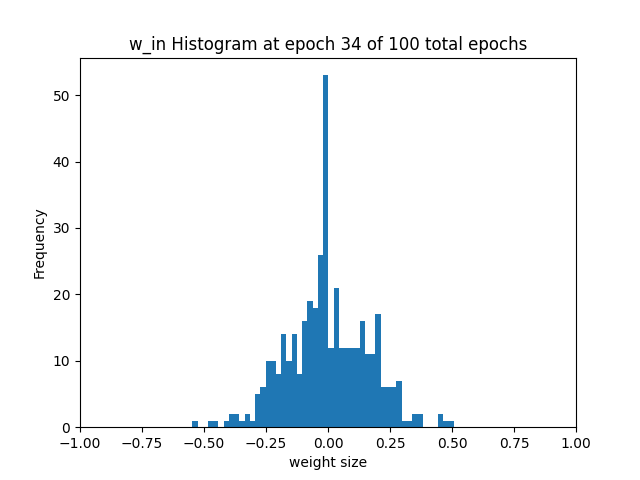 w_in Histogram at epoch 34 of 100 total epochs
50
40
30
20
10
0
Frequency
−1.00 −0.75 −0.50 −0.25 0.00 0.25 0.50 0.75 1.00
weight size